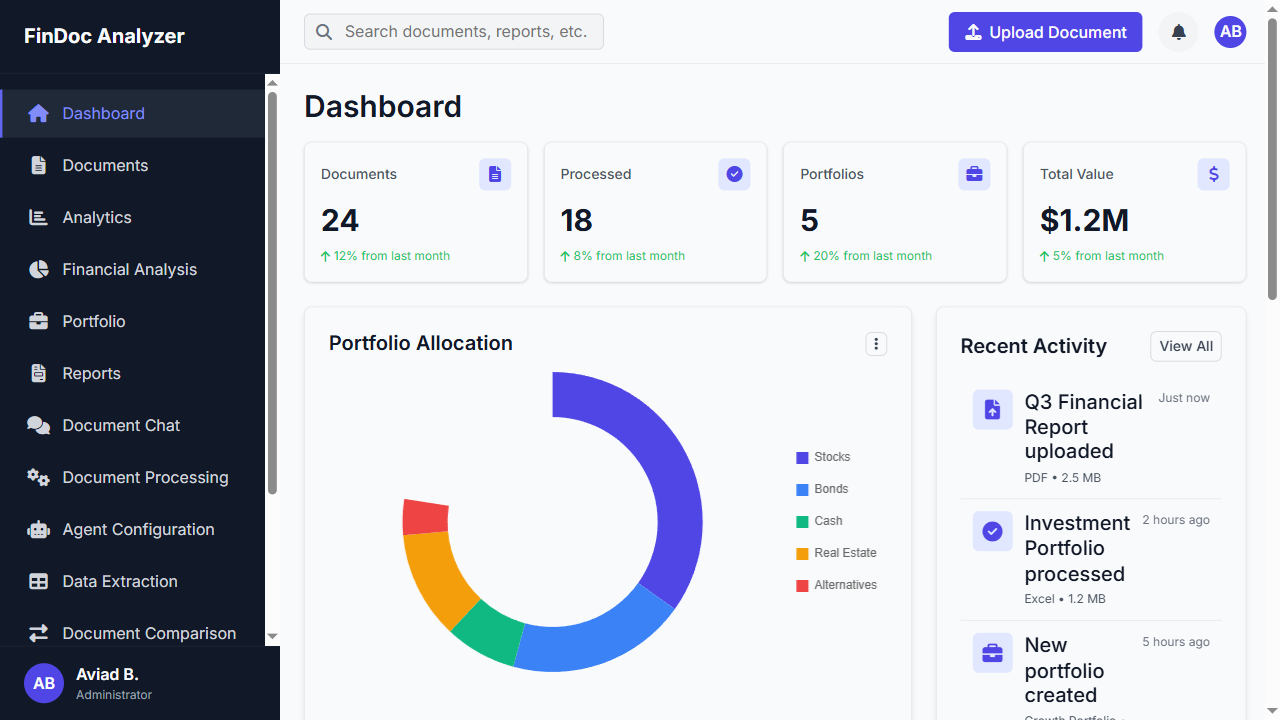 FinDoc Analyzer
Dashboard
Documents
Analytics
Financial Analysis
Portfolio
Reports
Document Chat
Document Processing
Agent Configuration
Data Extraction
Document Comparison
AB
Aviad B.
Administrator
Search documents, reports, etc.
Upload Document
AB
Dashboard
Documents
24
12% from last month
Processed
18
8% from last month
Portfolios
5
20% from last month
Total Value
$
$1.2M
5% from last month
Portfolio Allocation
Stocks
Bonds
Cash
Real Estate
Alternatives
Recent Activity
View All
Q3 Financial
Report
uploaded
Just now
PDF • 2.5 MB
Investment
Portfolio
processed
2 hours ago
Excel • 1.2 MB
New
portfolio
created
5 hours ago
Growth Portfolio •